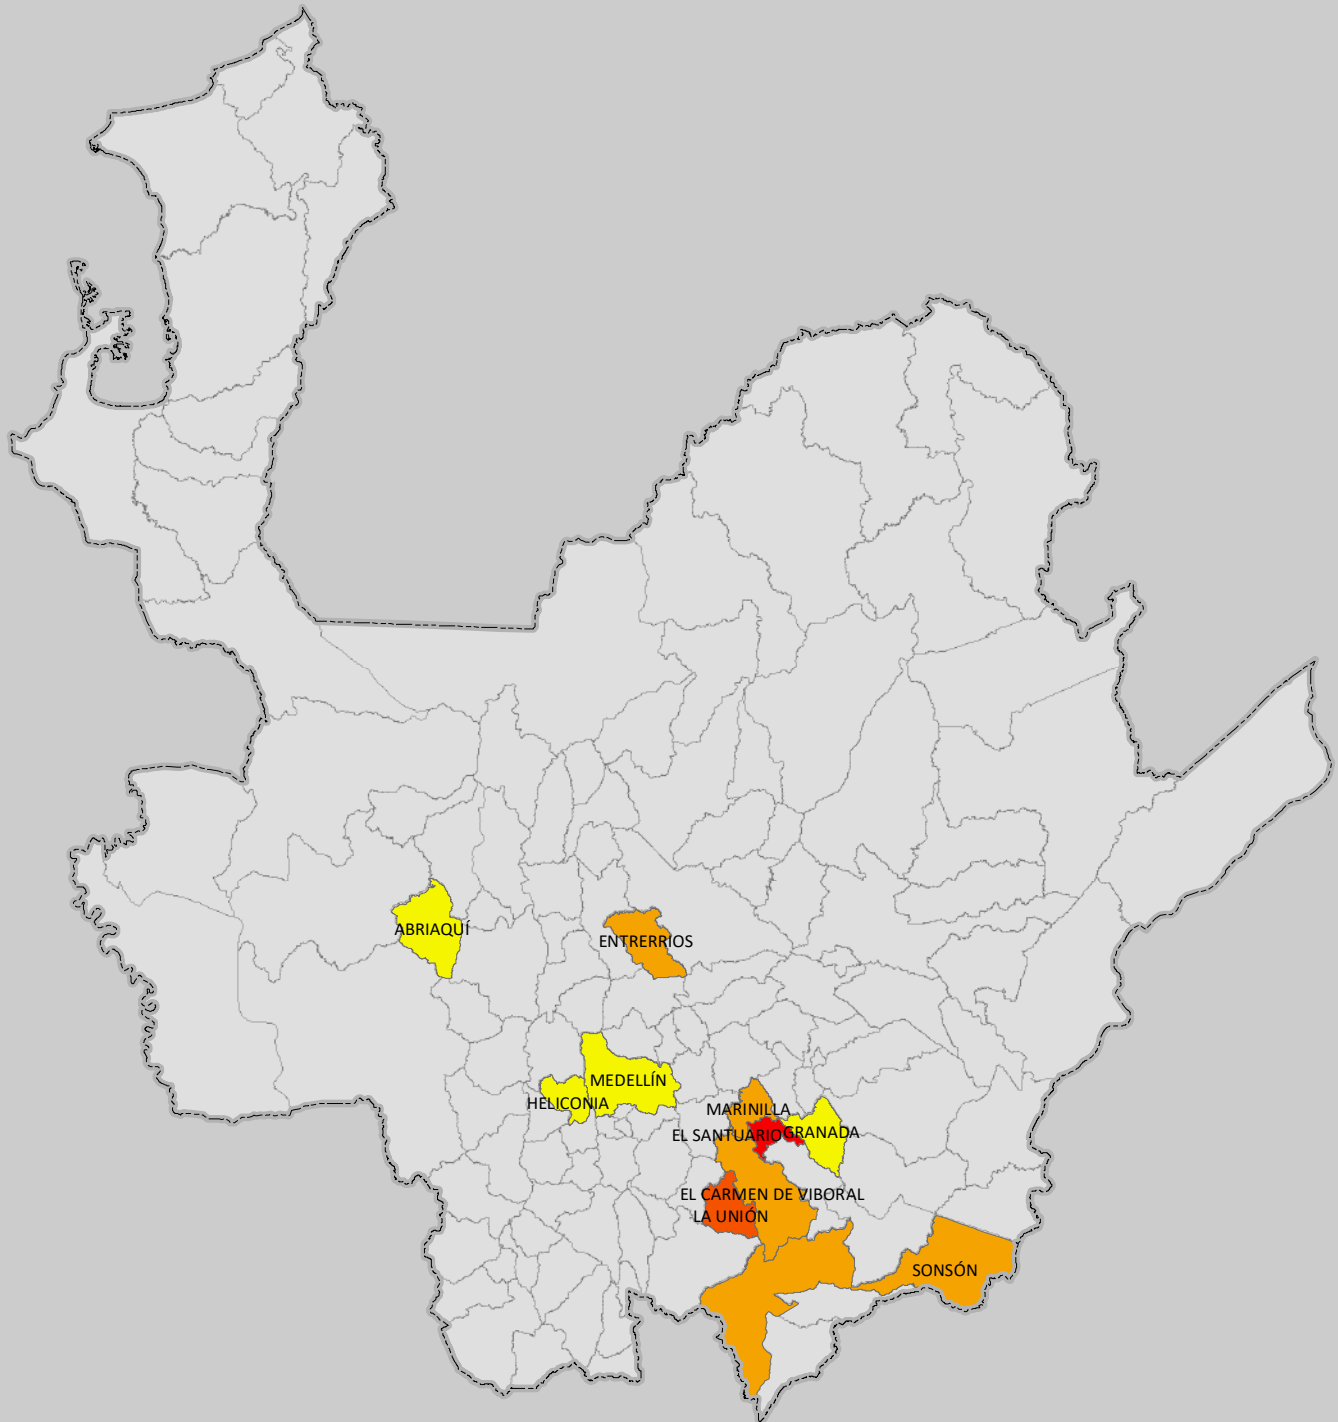 ABRIAQUÍ
ENTRERRIOS
MEDELLÍN
HELICONIA
MARINILLA
EL SANTUARIO
GRANADA
EL CARMEN DE VIBORAL
LA UNIÓN
SONSÓN